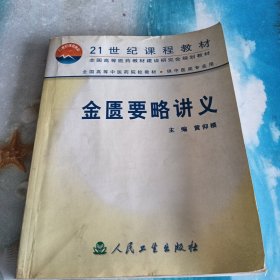 21世纪课程教材
全国高等医药教材建设研究会规划教材
全国高等中医药院校教材·供中医类专业用
金匮要略讲义
主编 黄仰模
人民卫生出版社